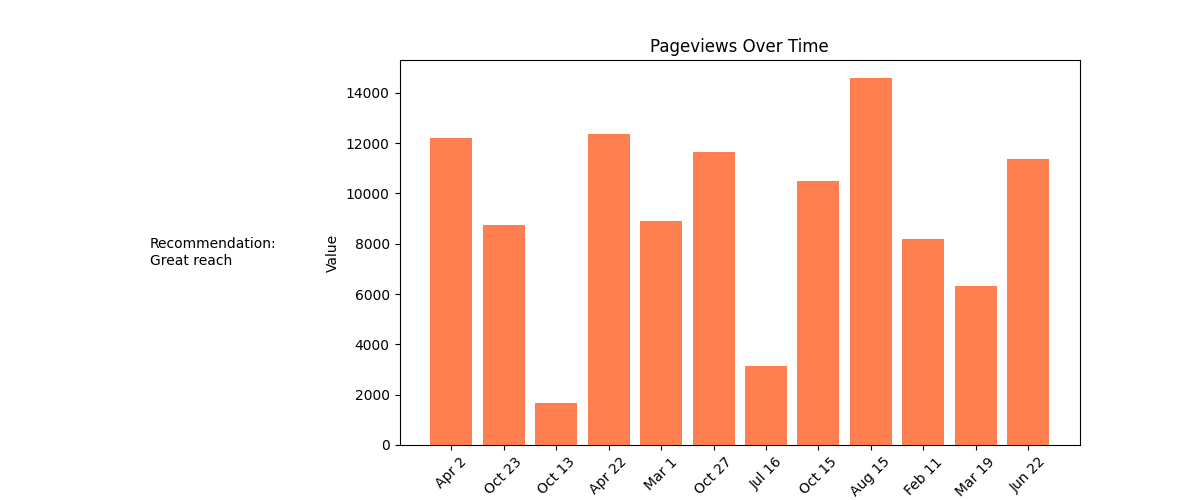 Pageviews Over Time
Recommendation:
Great reach
Value
14000
12000
10000
8000
6000
4000
2000
0
Apr 2
Oct 23
Oct 13
Apr 22
Mar 1
Oct 27
Jul 16
Oct 15
Aug 15
Feb 11
Mar 19
Jun 22